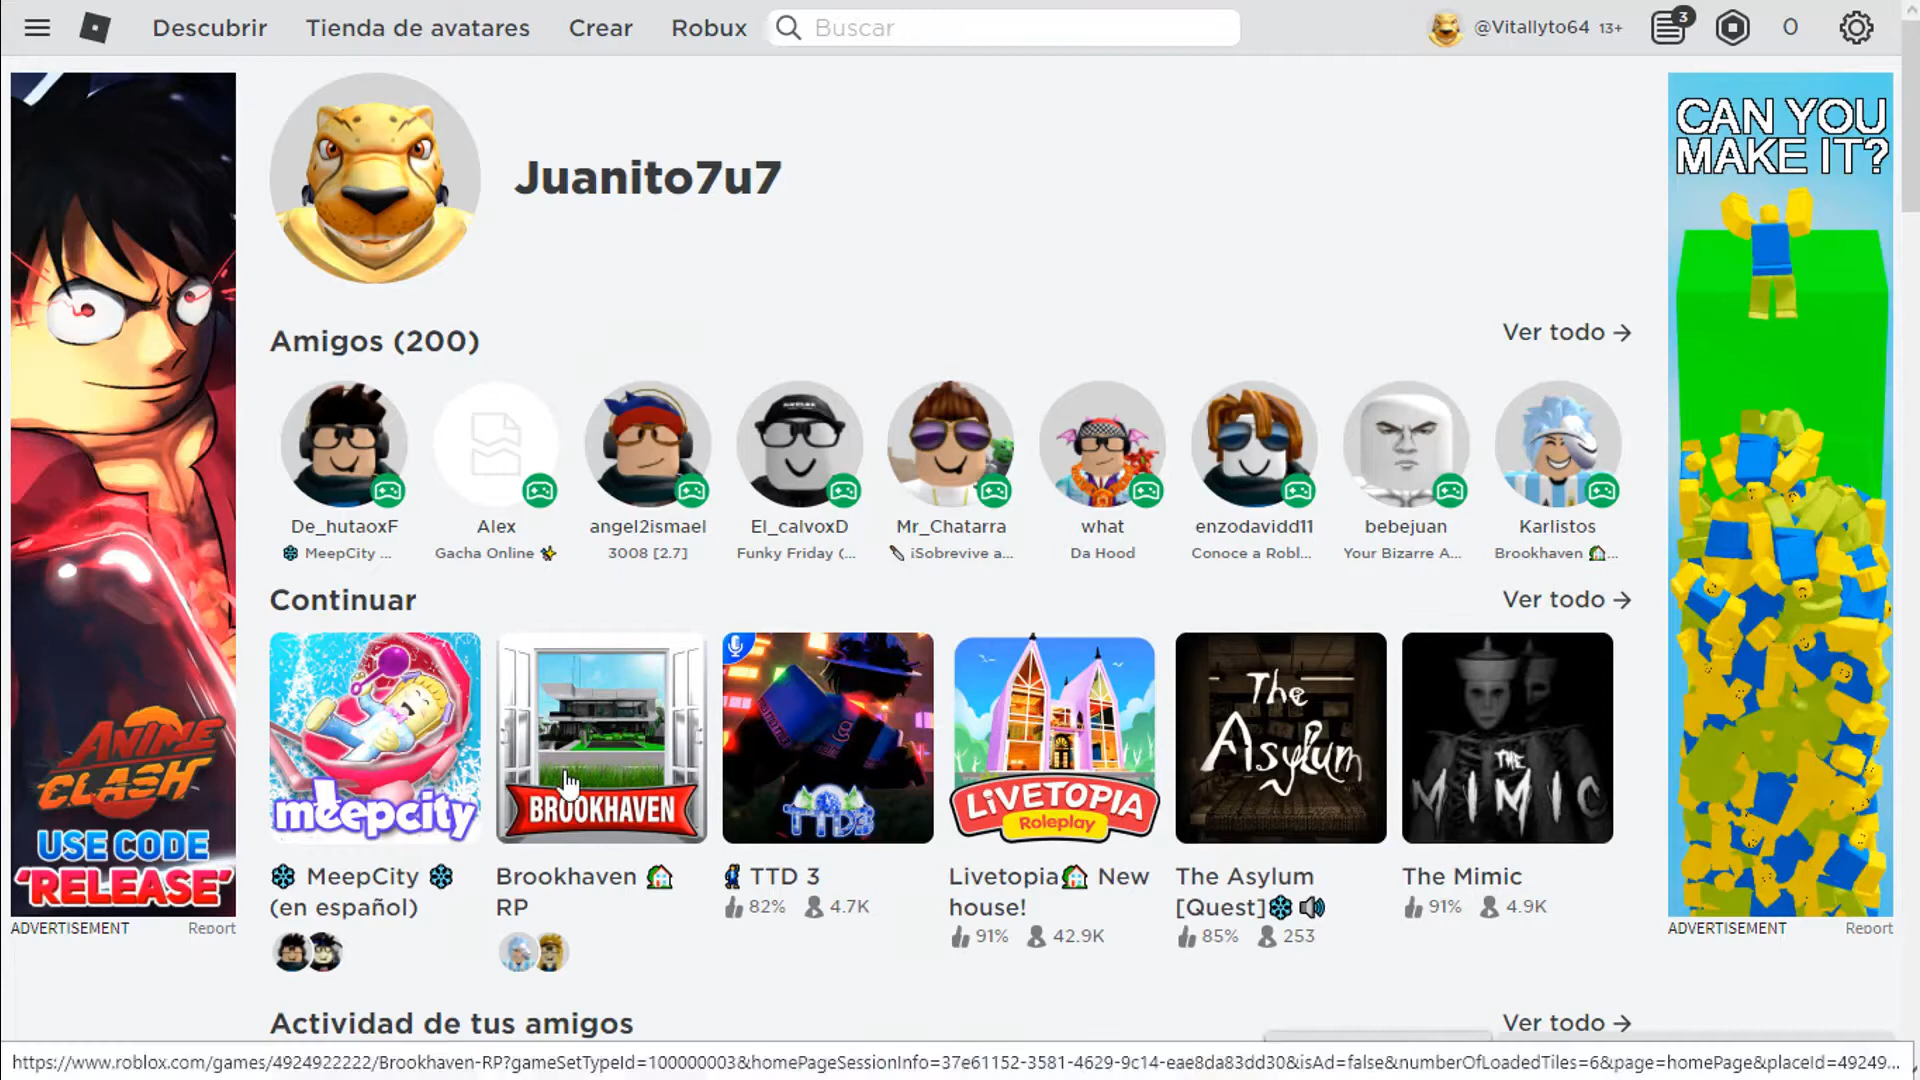 Descubrir
Tienda de avatares
Crear
Robux
Buscar
@Vitallyto64 13+
3
0
Juanito7u7
Amigos (200)
Ver todo →
De_hutaoxF
Alex
angel2ismael
El_calvoxD
Mr_Chatarra
what
enzodavidd11
bebejuan
Karlistos
MeepCity ...
Gacha Online ✨
3008 [2.7]
Funky Friday (...
🔪 ¡Sobrevive a...
Da Hood
Conoce a Robl...
Your Bizarre A...
Brookhaven 🏡...
Continuar
Ver todo →
meepcity
BROOKHAVEN
TTD3
LIVETOPIA
Roleplay
The
Asylum
THE
MIMIC
❄ MeepCity ❄
(en español)
Brookhaven 🏡
RP
TTD 3
82% 4.7K
Livetopia🏡 New
house!
91% 42.9K
The Asylum
[Quest]❄🔊
85% 253
The Mimic
91% 4.9K
Actividad de tus amigos
Ver todo →
ANIME
CLASH
USE CODE
'RELEASE'
ADVERTISEMENT
Report
CAN YOU
MAKE IT?
ADVERTISEMENT
Report
https://www.roblox.com/games/4924922222/Brookhaven-RP?gameSetTypeId=100000003&homePageSessionInfo=37e61152-3581-4629-9c14-eae8da83dd30&isAd=false&numberOfLoadedTiles=6&page=homePage&placeId=49249...